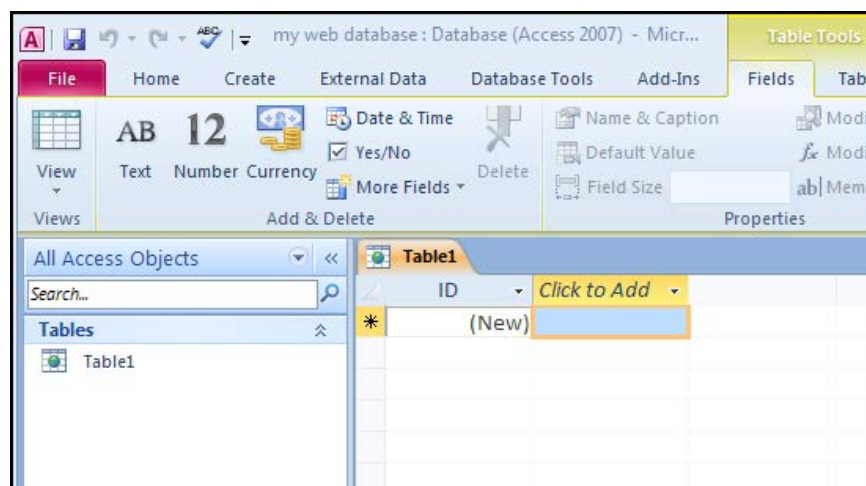 my web database : Database (Access 2007) - Micr... Table Tools
File Home Create External Data Database Tools Add-Ins Fields Tab
View
AB Text
12 Number
Currency
Date & Time
Yes/No
More Fields
Delete
Name & Caption
Default Value
Field Size
Modi
fx Modi
ab Mem
Views Add & Delete Properties
All Access Objects
Search...
Tables
Table1
Table1
ID Click to Add
* (New)